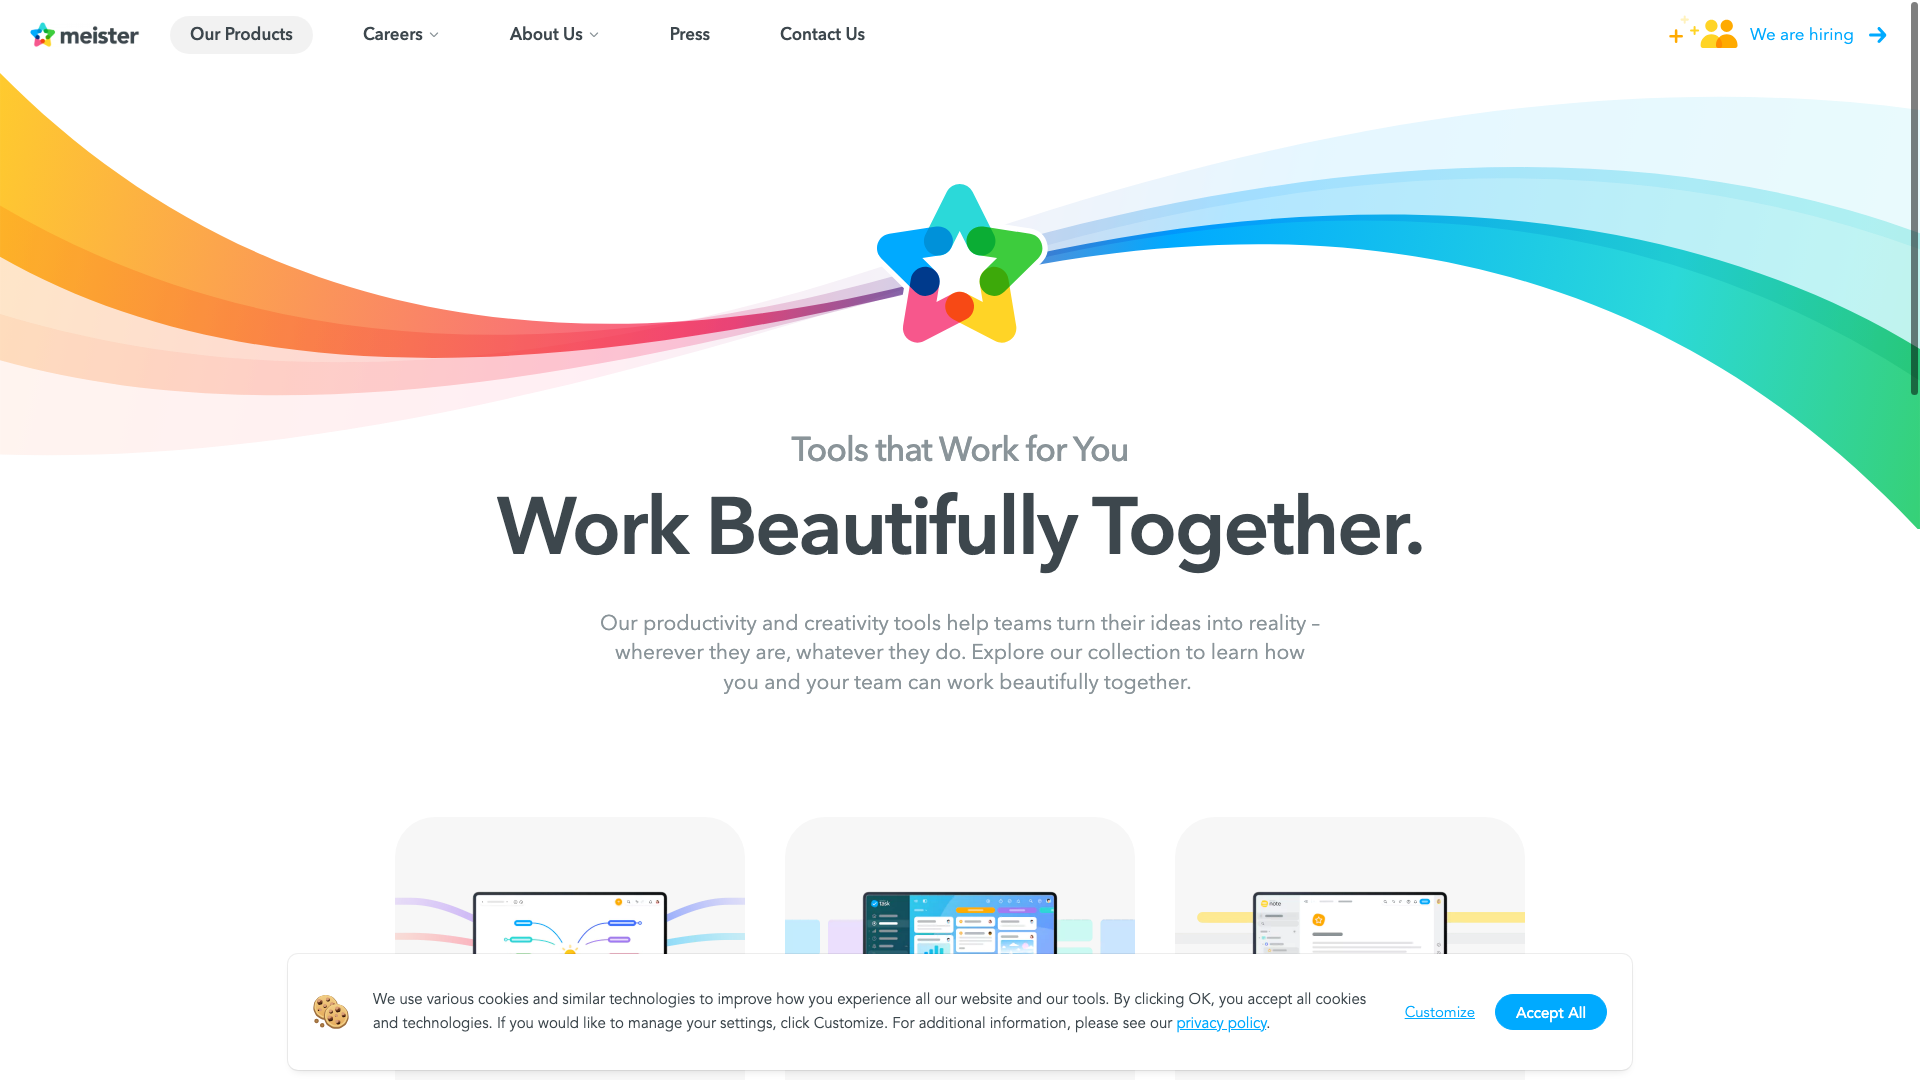 meister
Our Products
Careers
About Us
Press
Contact Us
We are hiring
Tools that Work for You
Work Beautifully Together.
Our productivity and creativity tools help teams turn their ideas into reality –
wherever they are, whatever they do. Explore our collection to learn how
you and your team can work beautifully together.
task
note
We use various cookies and similar technologies to improve how you experience all our website and our tools. By clicking OK, you accept all cookies
and technologies. If you would like to manage your settings, click Customize. For additional information, please see our privacy policy.
Customize
Accept All